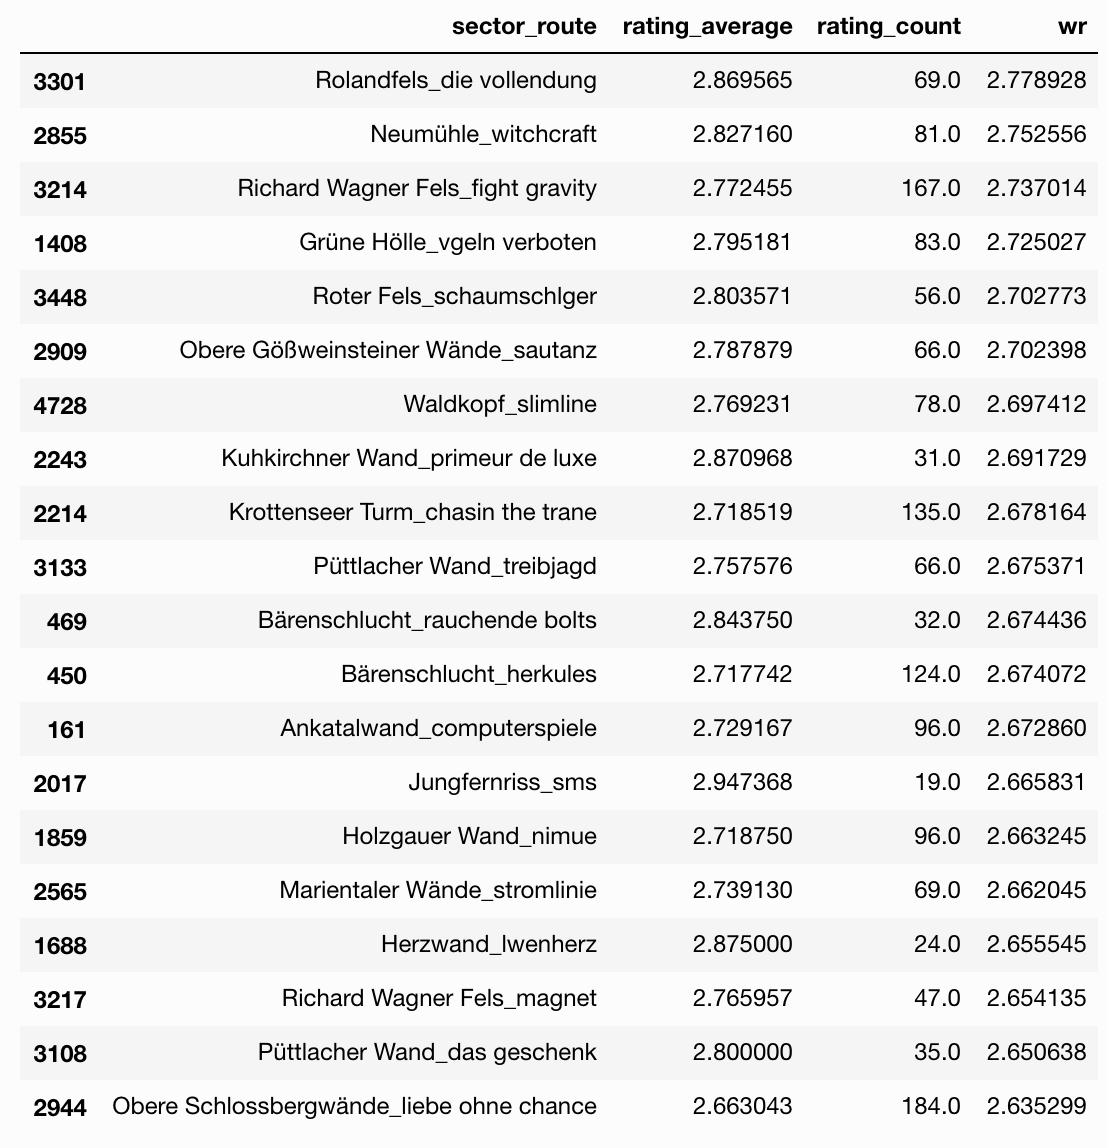 sector_route rating_average rating_count wr
3301 Rolandfels_die vollendung 2.869565 69.0 2.778928
2855 Neumühle_witchcraft 2.827160 81.0 2.752556
3214 Richard Wagner Fels_fight gravity 2.772455 167.0 2.737014
1408 Grüne Hölle_vgeln verboten 2.795181 83.0 2.725027
3448 Roter Fels_schaumschlger 2.803571 56.0 2.702773
2909 Obere Gößweinsteiner Wände_sautanz 2.787879 66.0 2.702398
4728 Waldkopf_slimline 2.769231 78.0 2.697412
2243 Kuhkirchner Wand_primeur de luxe 2.870968 31.0 2.691729
2214 Krottenseer Turm_chasin the trane 2.718519 135.0 2.678164
3133 Püttlacher Wand_treibjagd 2.757576 66.0 2.675371
469 Bärenschlucht_rauchende bolts 2.843750 32.0 2.674436
450 Bärenschlucht_herkules 2.717742 124.0 2.674072
161 Ankatalwand_computerspiele 2.729167 96.0 2.672860
2017 Jungfernriss_sms 2.947368 19.0 2.665831
1859 Holzgauer Wand_nimue 2.718750 96.0 2.663245
2565 Marientaler Wände_stromlinie 2.739130 69.0 2.662045
1688 Herzwand_lwenherz 2.875000 24.0 2.655545
3217 Richard Wagner Fels_magnet 2.765957 47.0 2.654135
3108 Püttlacher Wand_das geschenk 2.800000 35.0 2.650638
2944 Obere Schlossbergwände_liebe ohne chance 2.663043 184.0 2.635299